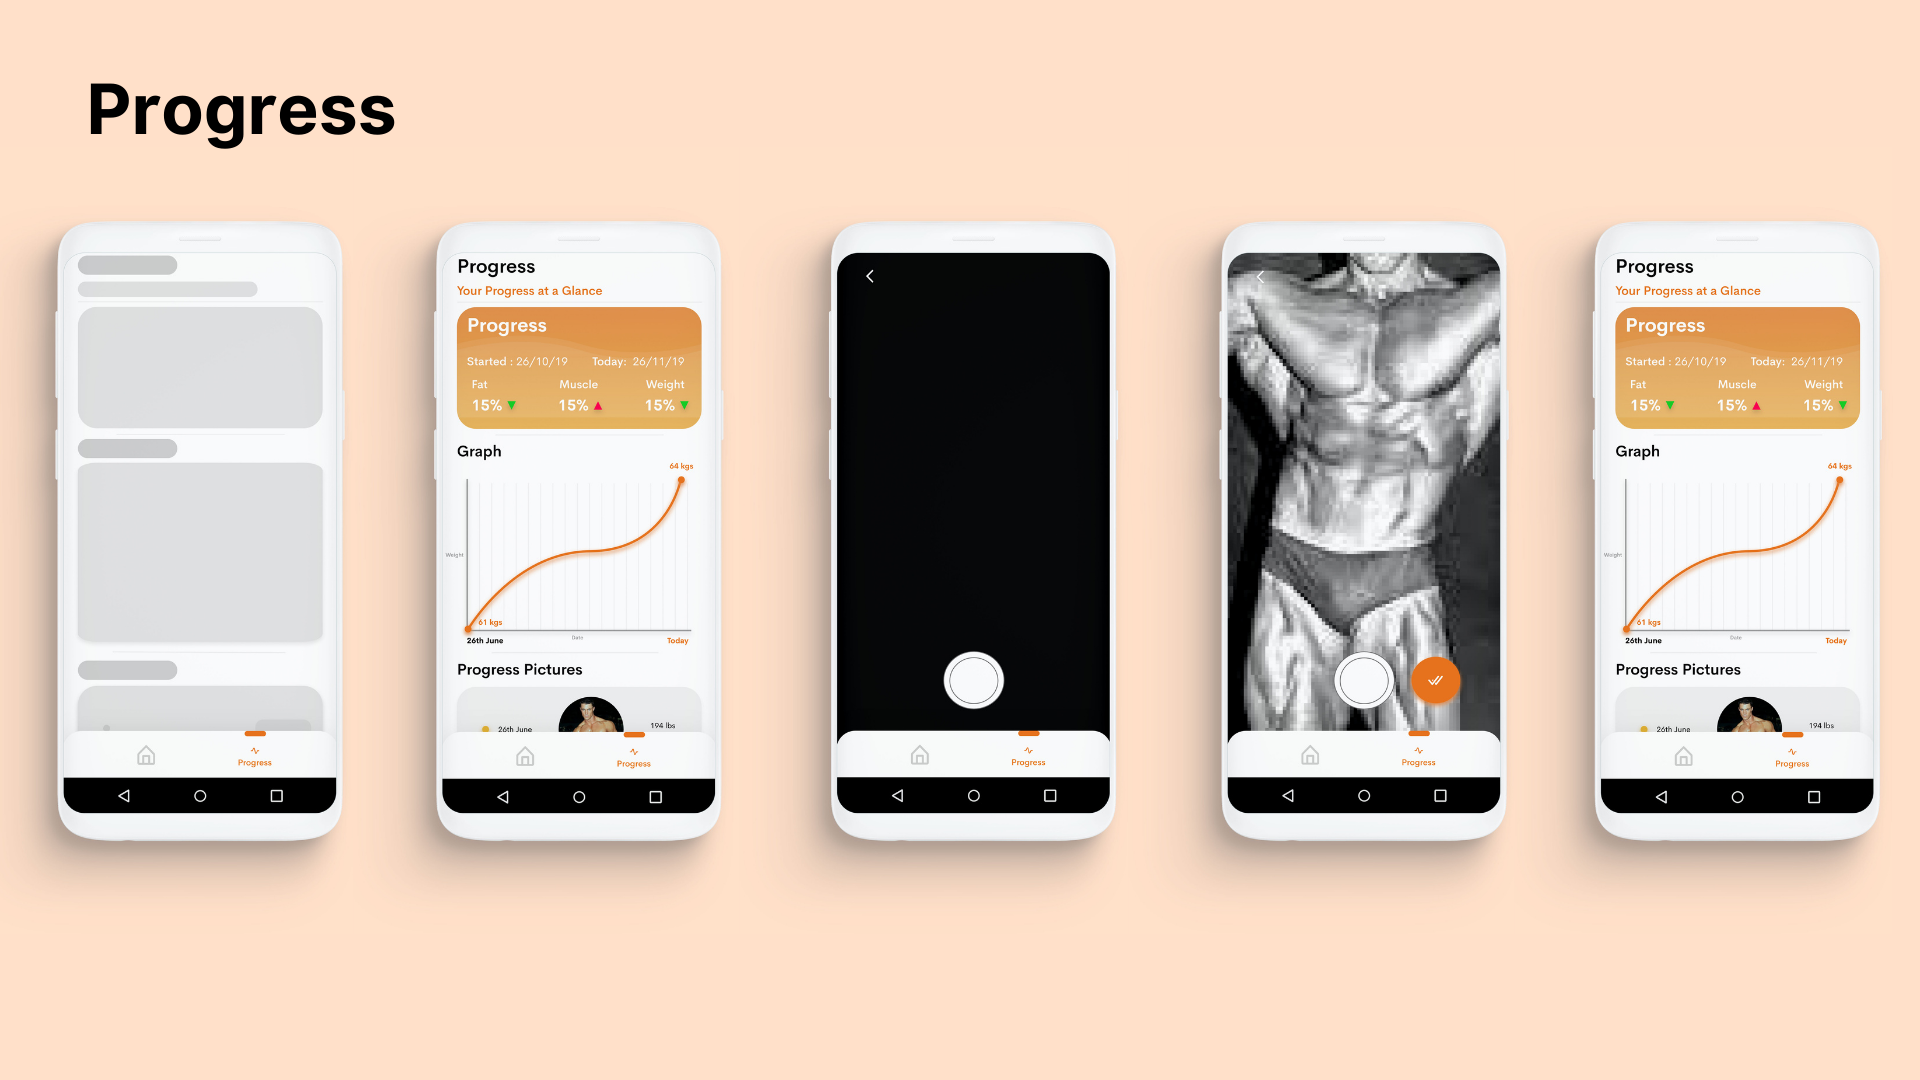 Progress
Progress
Progress
Your Progress at a Glance
Progress
Started : 26/10/19 Today: 26/11/19
Fat Muscle Weight
15% 15% 15%
Graph
64 kgs
Weight
61 kgs
26th June Date Today
Progress Pictures
26th June 194 lbs
Progress
Progress
Progress
Progress
Your Progress at a Glance
Progress
Started : 26/10/19 Today: 26/11/19
Fat Muscle Weight
15% 15% 15%
Graph
64 kgs
Weight
61 kgs
26th June Date Today
Progress Pictures
26th June 194 lbs
Progress